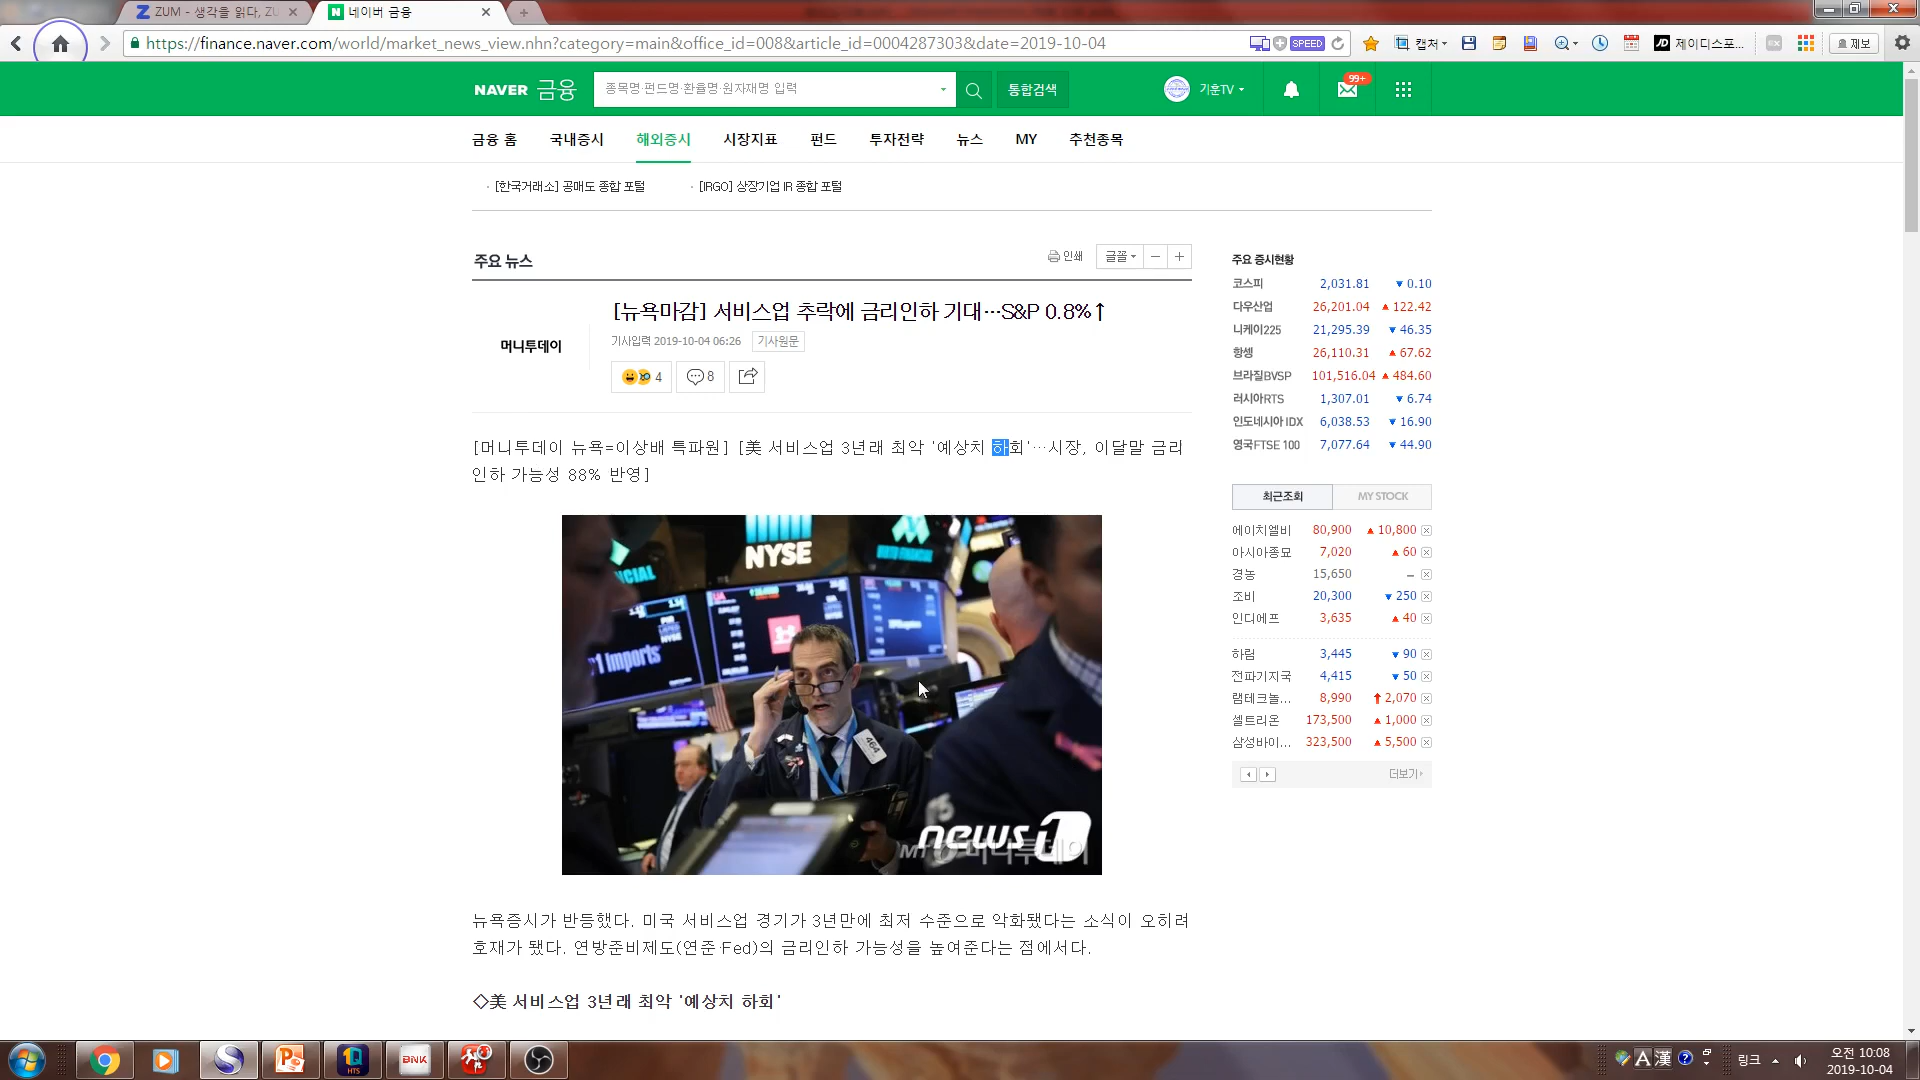 ZUM - 생각을 읽다, ZU
네이버 금융
https://finance.naver.com/world/market_news_view.nhn?category=main&office_id=008&article_id=0004287303&date=2019-10-04
SPEED
캡처
제이디스포...
제보
NAVER 금융
종목명·펀드명·환율명·원자재명 입력
통합검색
기훈TV
99+
금융 홈 국내증시 해외증시 시장지표 펀드 투자전략 뉴스 MY 추천종목
· [한국거래소] 공매도 종합 포털 · [IRGO] 상장기업 IR 종합 포털
주요 뉴스
인쇄 글꼴 - +
머니투데이
[뉴욕마감] 서비스업 추락에 금리인하 기대…S&P 0.8%↑
기사입력 2019-10-04 06:26 기사원문
4 8
[머니투데이 뉴욕=이상배 특파원] [美 서비스업 3년래 최악 '예상치 하회'…시장, 이달말 금리
인하 가능성 88% 반영]
NYSE
1 Imports
464
news1
MT 머니투데이
뉴욕증시가 반등했다. 미국 서비스업 경기가 3년만에 최저 수준으로 악화됐다는 소식이 오히려
호재가 됐다. 연방준비제도(연준·Fed)의 금리인하 가능성을 높여준다는 점에서다.
◇美 서비스업 3년래 최악 '예상치 하회'
주요 증시현황
코스피 2,031.81 ▼ 0.10
다우산업 26,201.04 ▲ 122.42
니케이225 21,295.39 ▼ 46.35
항셍 26,110.31 ▲ 67.62
브라질BVSP 101,516.04 ▲ 484.60
러시아RTS 1,307.01 ▼ 6.74
인도네시아 IDX 6,038.53 ▼ 16.90
영국FTSE 100 7,077.64 ▼ 44.90
최근조회 MY STOCK
에이치엘비 80,900 ▲ 10,800
아시아종묘 7,020 ▲ 60
경농 15,650 –
조비 20,300 ▼ 250
인디에프 3,635 ▲ 40
하림 3,445 ▼ 90
전파기지국 4,415 ▼ 50
램테크놀... 8,990 ↑ 2,070
셀트리온 173,500 ▲ 1,000
삼성바이... 323,500 ▲ 5,500
더보기
HTS
BNK
A 漢
링크
오전 10:08
2019-10-04